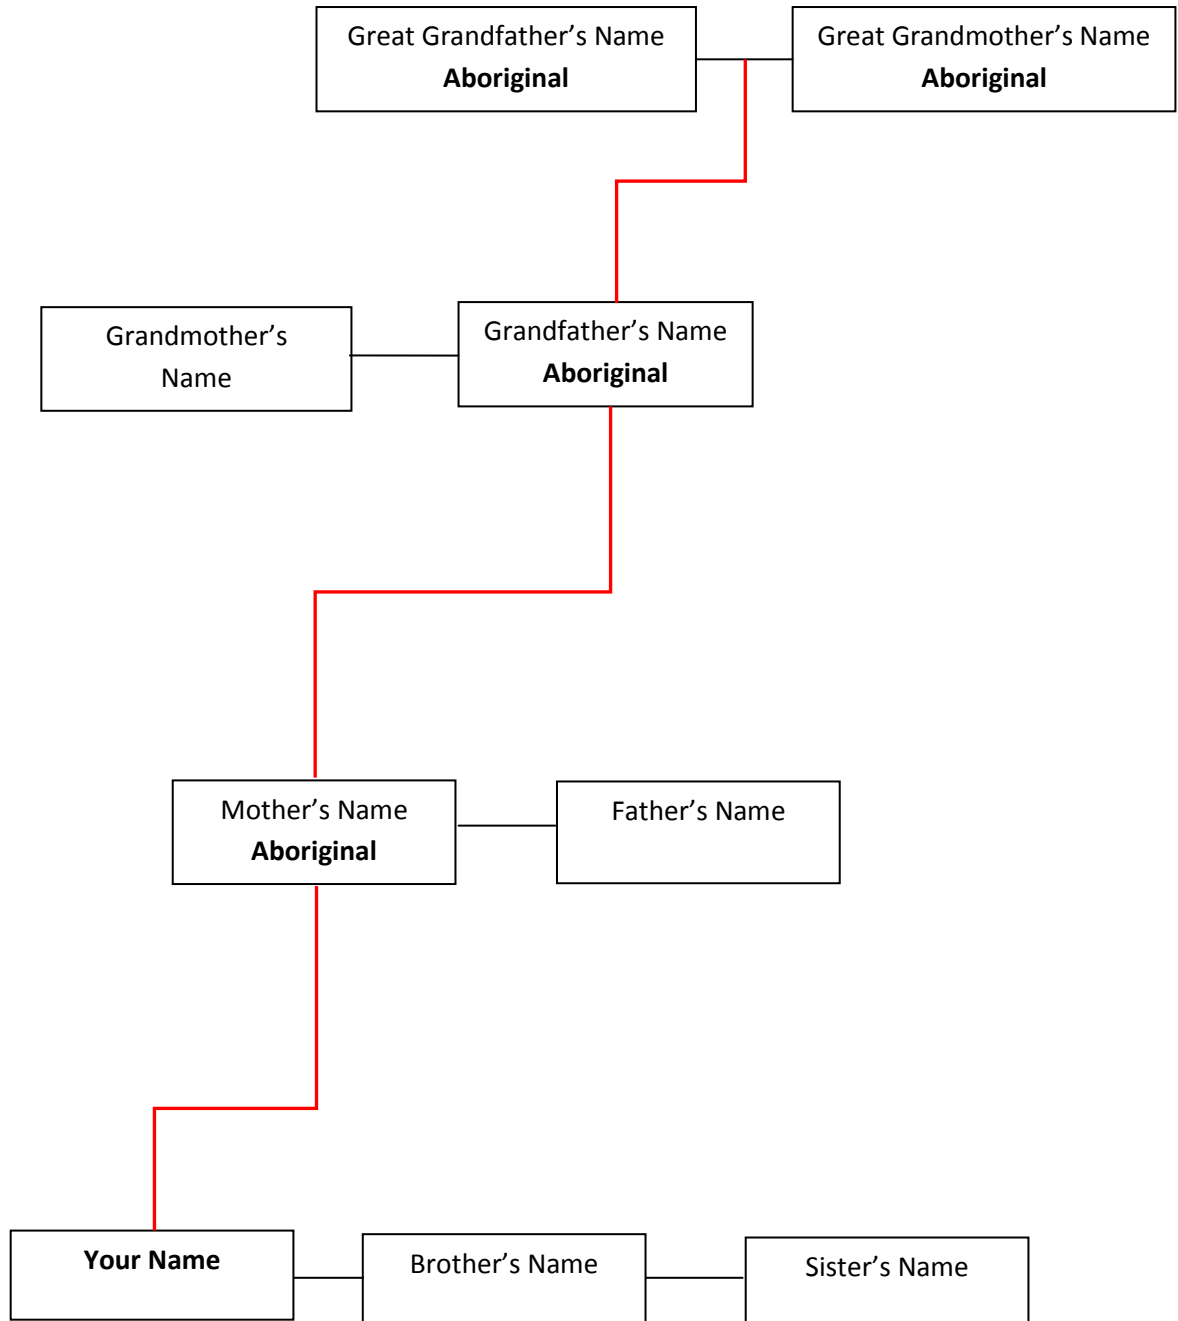 Great Grandfather’s Name
Aboriginal
Great Grandmother’s Name
Aboriginal
Grandmother’s
Name
Grandfather’s Name
Aboriginal
Mother’s Name
Aboriginal
Father’s Name
Your Name
Brother’s Name
Sister’s Name